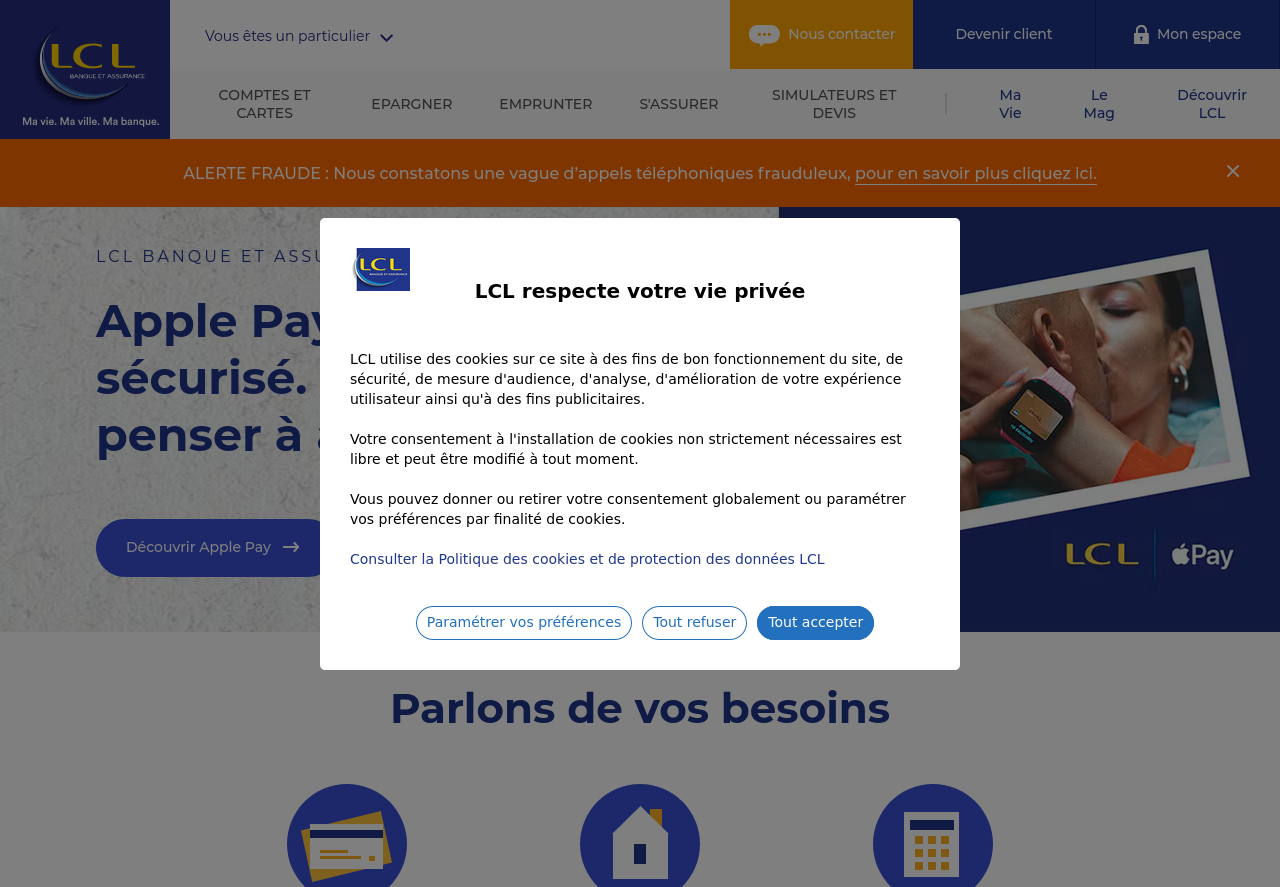 LCL
BANQUE ET ASSURANCE
Ma vie. Ma ville. Ma banque.
Vous êtes un particulier
Nous contacter
Devenir client
Mon espace
COMPTES ET
CARTES
EPARGNER
EMPRUNTER
S'ASSURER
SIMULATEURS ET
DEVIS
Ma
Vie
Le
Mag
Découvrir
LCL
ALERTE FRAUDE : Nous constatons une vague d’appels téléphoniques frauduleux, pour en savoir plus cliquez ici.
LCL BANQUE ET ASSU
Apple Pay
sécurisé.
penser à
Découvrir Apple Pay
LCL
Pay
LCL
BANQUE ET ASSURANCE
LCL respecte votre vie privée
LCL utilise des cookies sur ce site à des fins de bon fonctionnement du site, de
sécurité, de mesure d'audience, d'analyse, d'amélioration de votre expérience
utilisateur ainsi qu'à des fins publicitaires.
Votre consentement à l'installation de cookies non strictement nécessaires est
libre et peut être modifié à tout moment.
Vous pouvez donner ou retirer votre consentement globalement ou paramétrer
vos préférences par finalité de cookies.
Consulter la Politique des cookies et de protection des données LCL
Paramétrer vos préférences
Tout refuser
Tout accepter
Parlons de vos besoins